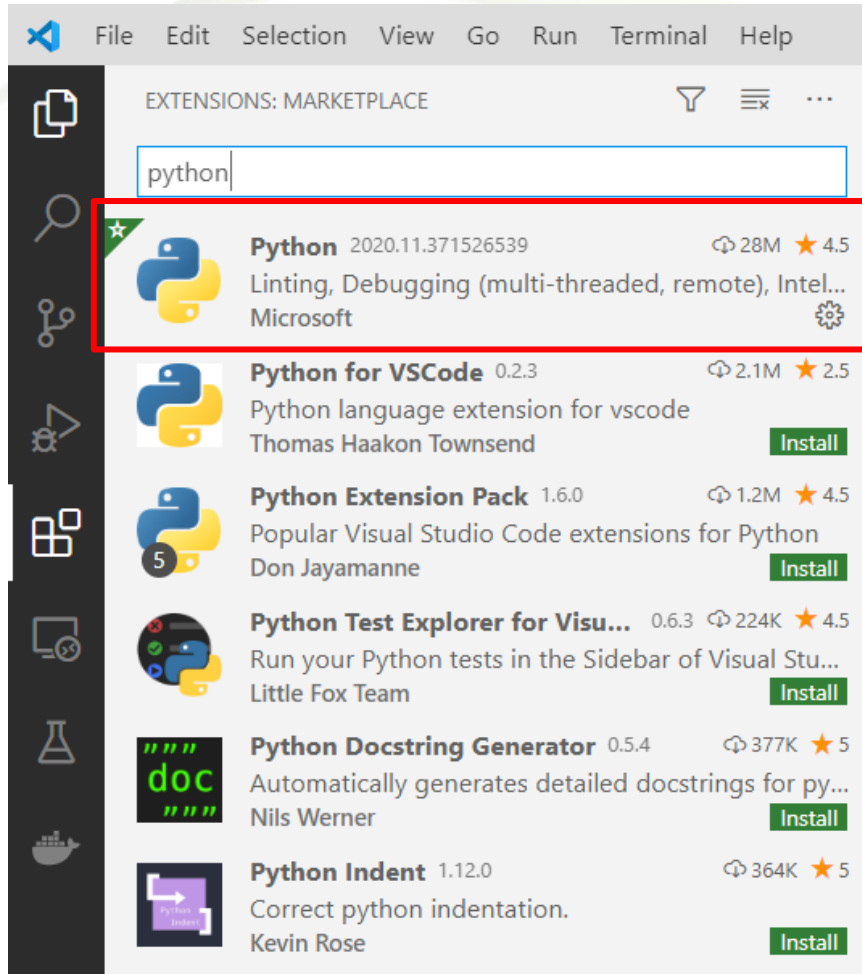 File Edit Selection View Go Run Terminal Help
EXTENSIONS: MARKETPLACE
python
Python 2020.11.371526539 28M 4.5
Linting, Debugging (multi-threaded, remote), Intel...
Microsoft
Python for VSCode 0.2.3 2.1M 2.5
Python language extension for vscode
Thomas Haakon Townsend Install
Python Extension Pack 1.6.0 1.2M 4.5
5 Popular Visual Studio Code extensions for Python
Don Jayamanne Install
Python Test Explorer for Visu... 0.6.3 224K 4.5
Run your Python tests in the Sidebar of Visual Stu...
Little Fox Team Install
""" Python Docstring Generator 0.5.4 377K 5
doc Automatically generates detailed docstrings for py...
""" Nils Werner Install
Python Indent 1.12.0 364K 5
Python Indent Correct python indentation.
Kevin Rose Install